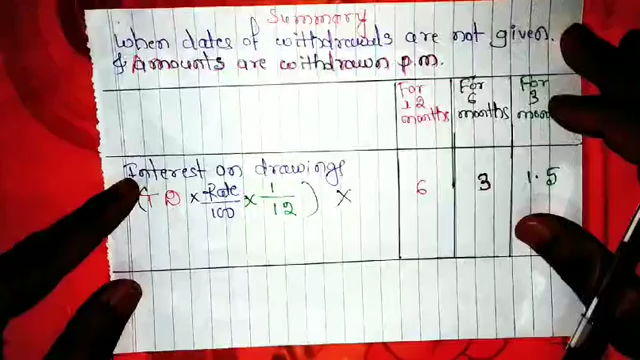 Summary
When dates of withdrawals are not given.
& Amounts are withdrawn p.m.
For 12 months
For 6 months
For 3
Interest on drawings
(TD × Rate/100 × 1/12) ×
6
3
1.5